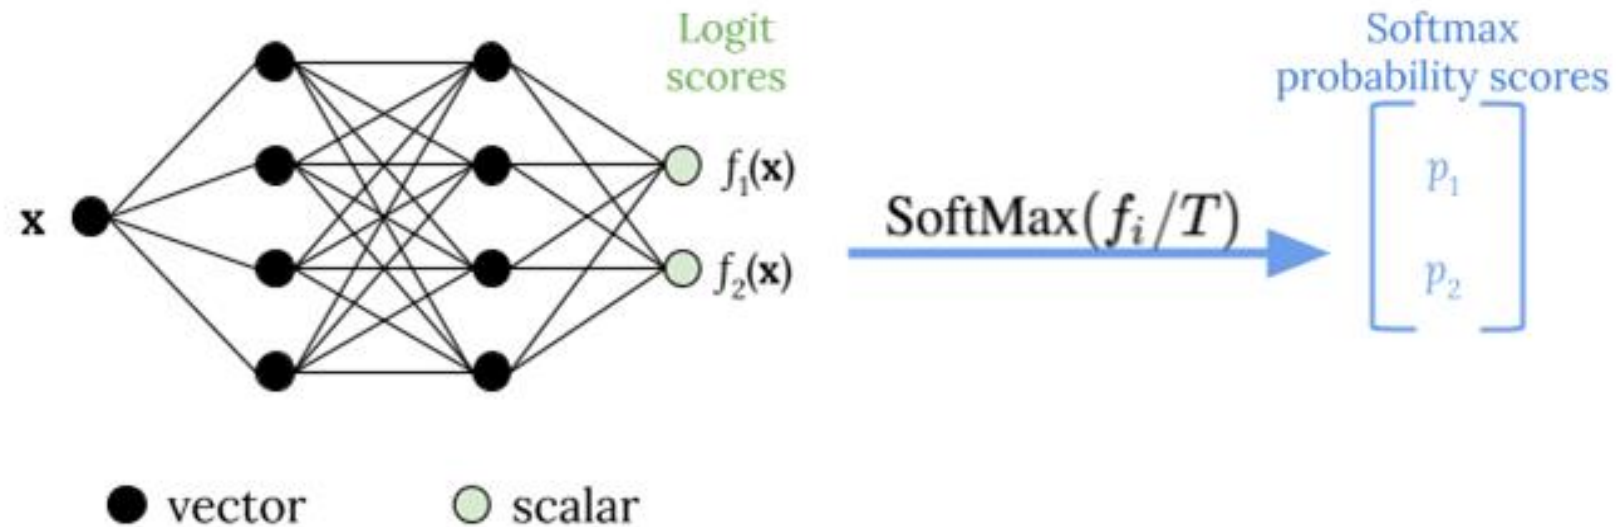 Logit
scores
Softmax
probability scores
x
f₁(x)
f₂(x)
SoftMax(fᵢ/T)
p₁
p₂
vector
scalar